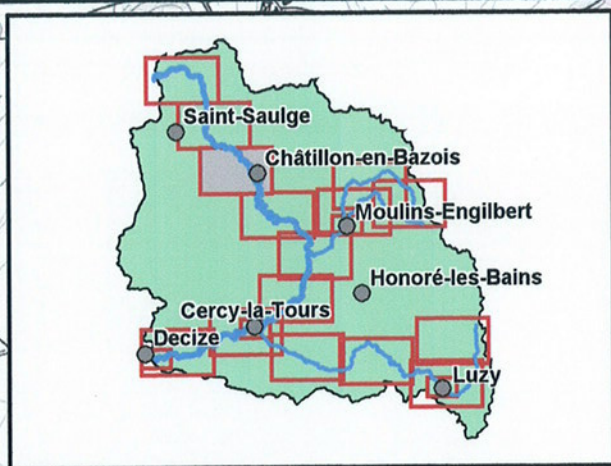 Saint-Saulge
Châtillon-en-Bazois
Moulins-Engilbert
Honoré-les-Bains
Cercy-la-Tours
Decize
Luzy